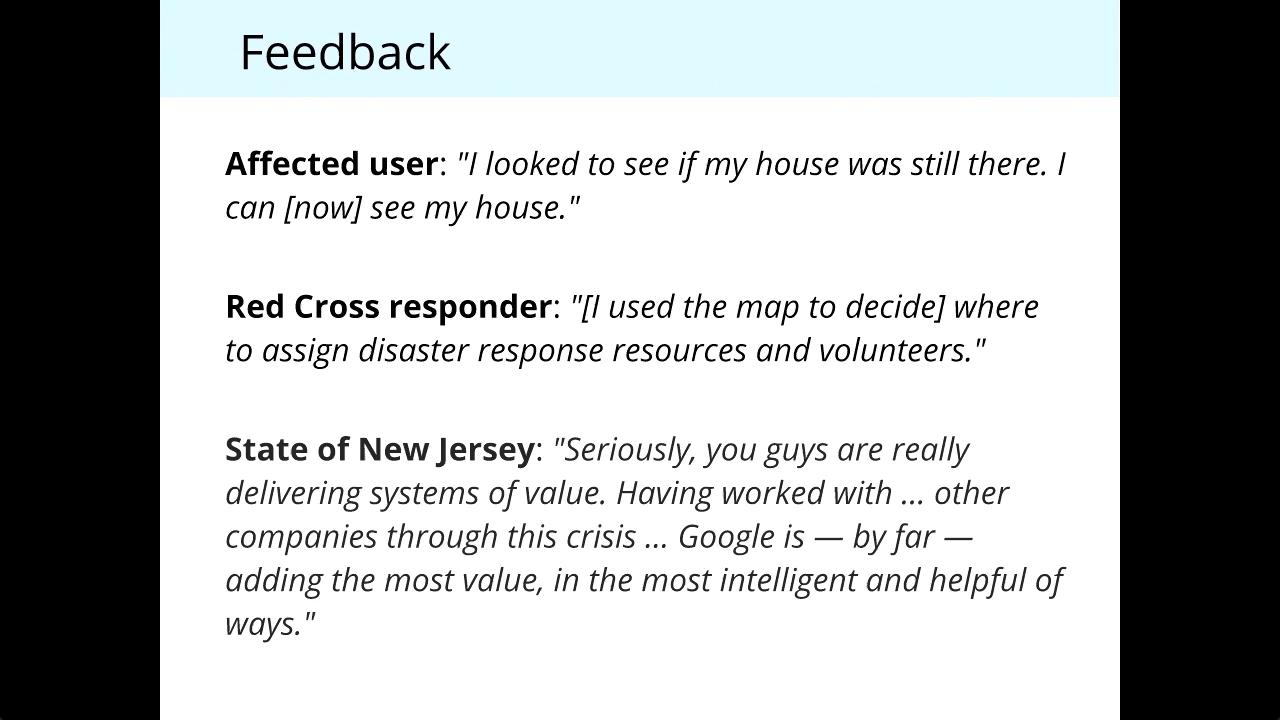 Feedback
Affected user: "I looked to see if my house was still there. I
can [now] see my house."
Red Cross responder: "[I used the map to decide] where
to assign disaster response resources and volunteers."
State of New Jersey: "Seriously, you guys are really
delivering systems of value. Having worked with ... other
companies through this crisis ... Google is — by far —
adding the most value, in the most intelligent and helpful of
ways."